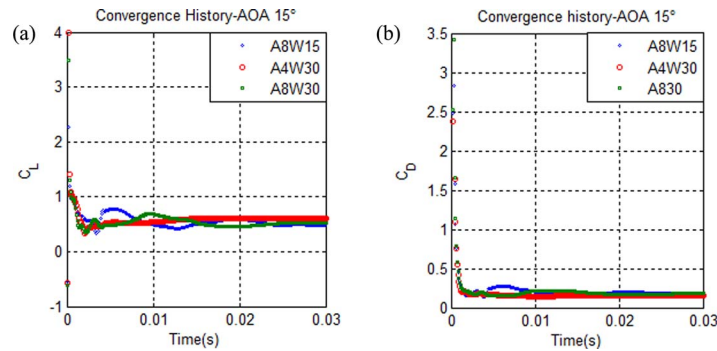 (a)
Convergence History-AOA 15°
A8W15
A4W30
A8W30
4
3
2
1
0
-1
C_L
0
0.01
0.02
0.03
Time(s)
(b)
Convergence history-AOA 15°
A8W15
A4W30
A830
3.5
3
2.5
2
1.5
1
0.5
0
C_D
0
0.01
0.02
0.03
Time(s)